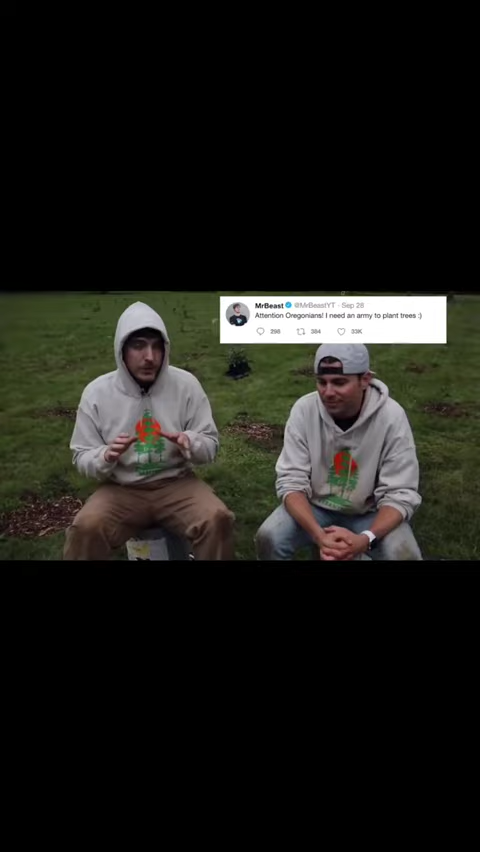 MrBeast @MrBeastYT · Sep 28
Attention Oregonians! I need an army to plant trees :)
298 384 33K